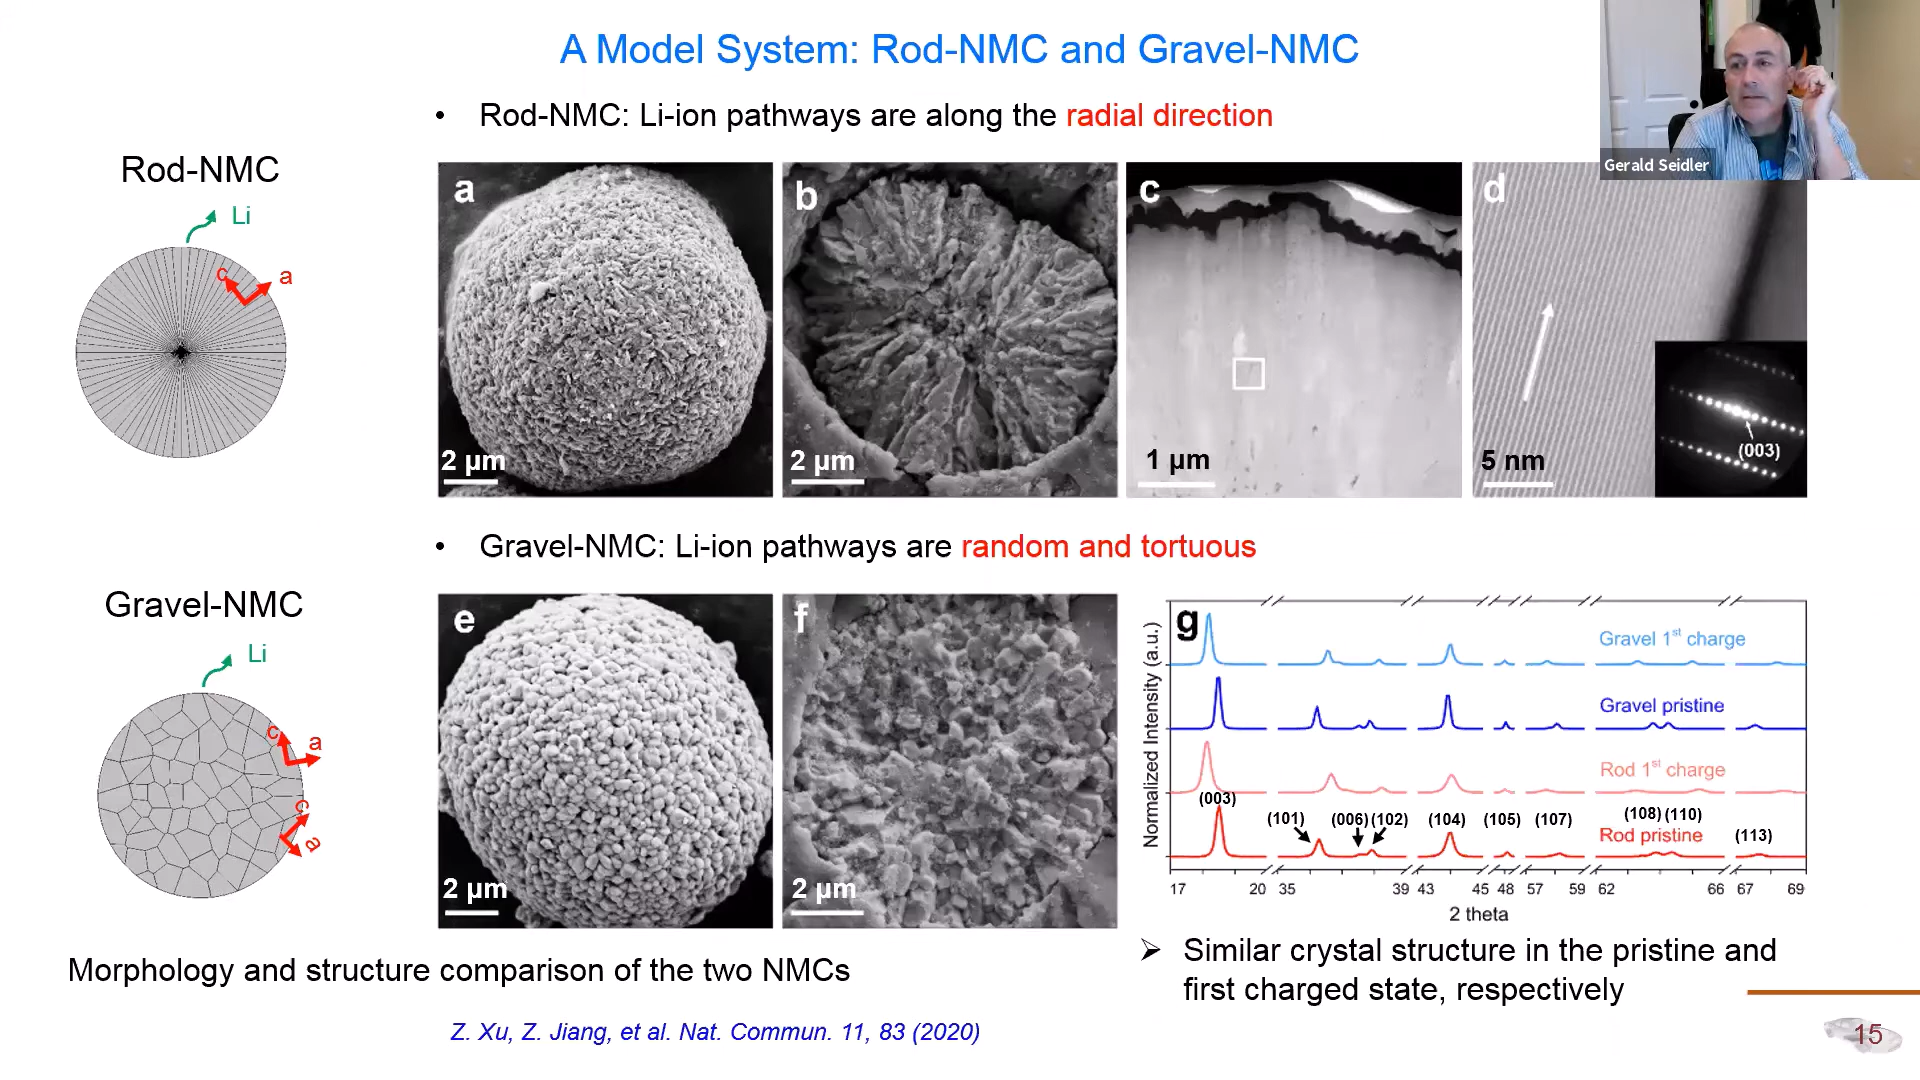 A Model System: Rod-NMC and Gravel-NMC
• Rod-NMC: Li-ion pathways are along the radial direction
Gerald Seidler
Rod-NMC
Li
c
a
a
2 µm
b
2 µm
c
1 µm
d
5 nm
(003)
• Gravel-NMC: Li-ion pathways are random and tortuous
Gravel-NMC
Li
c
a
c
a
e
2 µm
f
2 µm
g
Normalized Intensity (a.u.)
Gravel 1st charge
Gravel pristine
Rod 1st charge
Rod pristine
(003)
(101)
(006)
(102)
(104)
(105)
(107)
(108)
(110)
(113)
17 20 35 39 43 45 48 57 59 62 66 67 69
2 theta
➢ Similar crystal structure in the pristine and
first charged state, respectively
Morphology and structure comparison of the two NMCs
Z. Xu, Z. Jiang, et al. Nat. Commun. 11, 83 (2020)
15